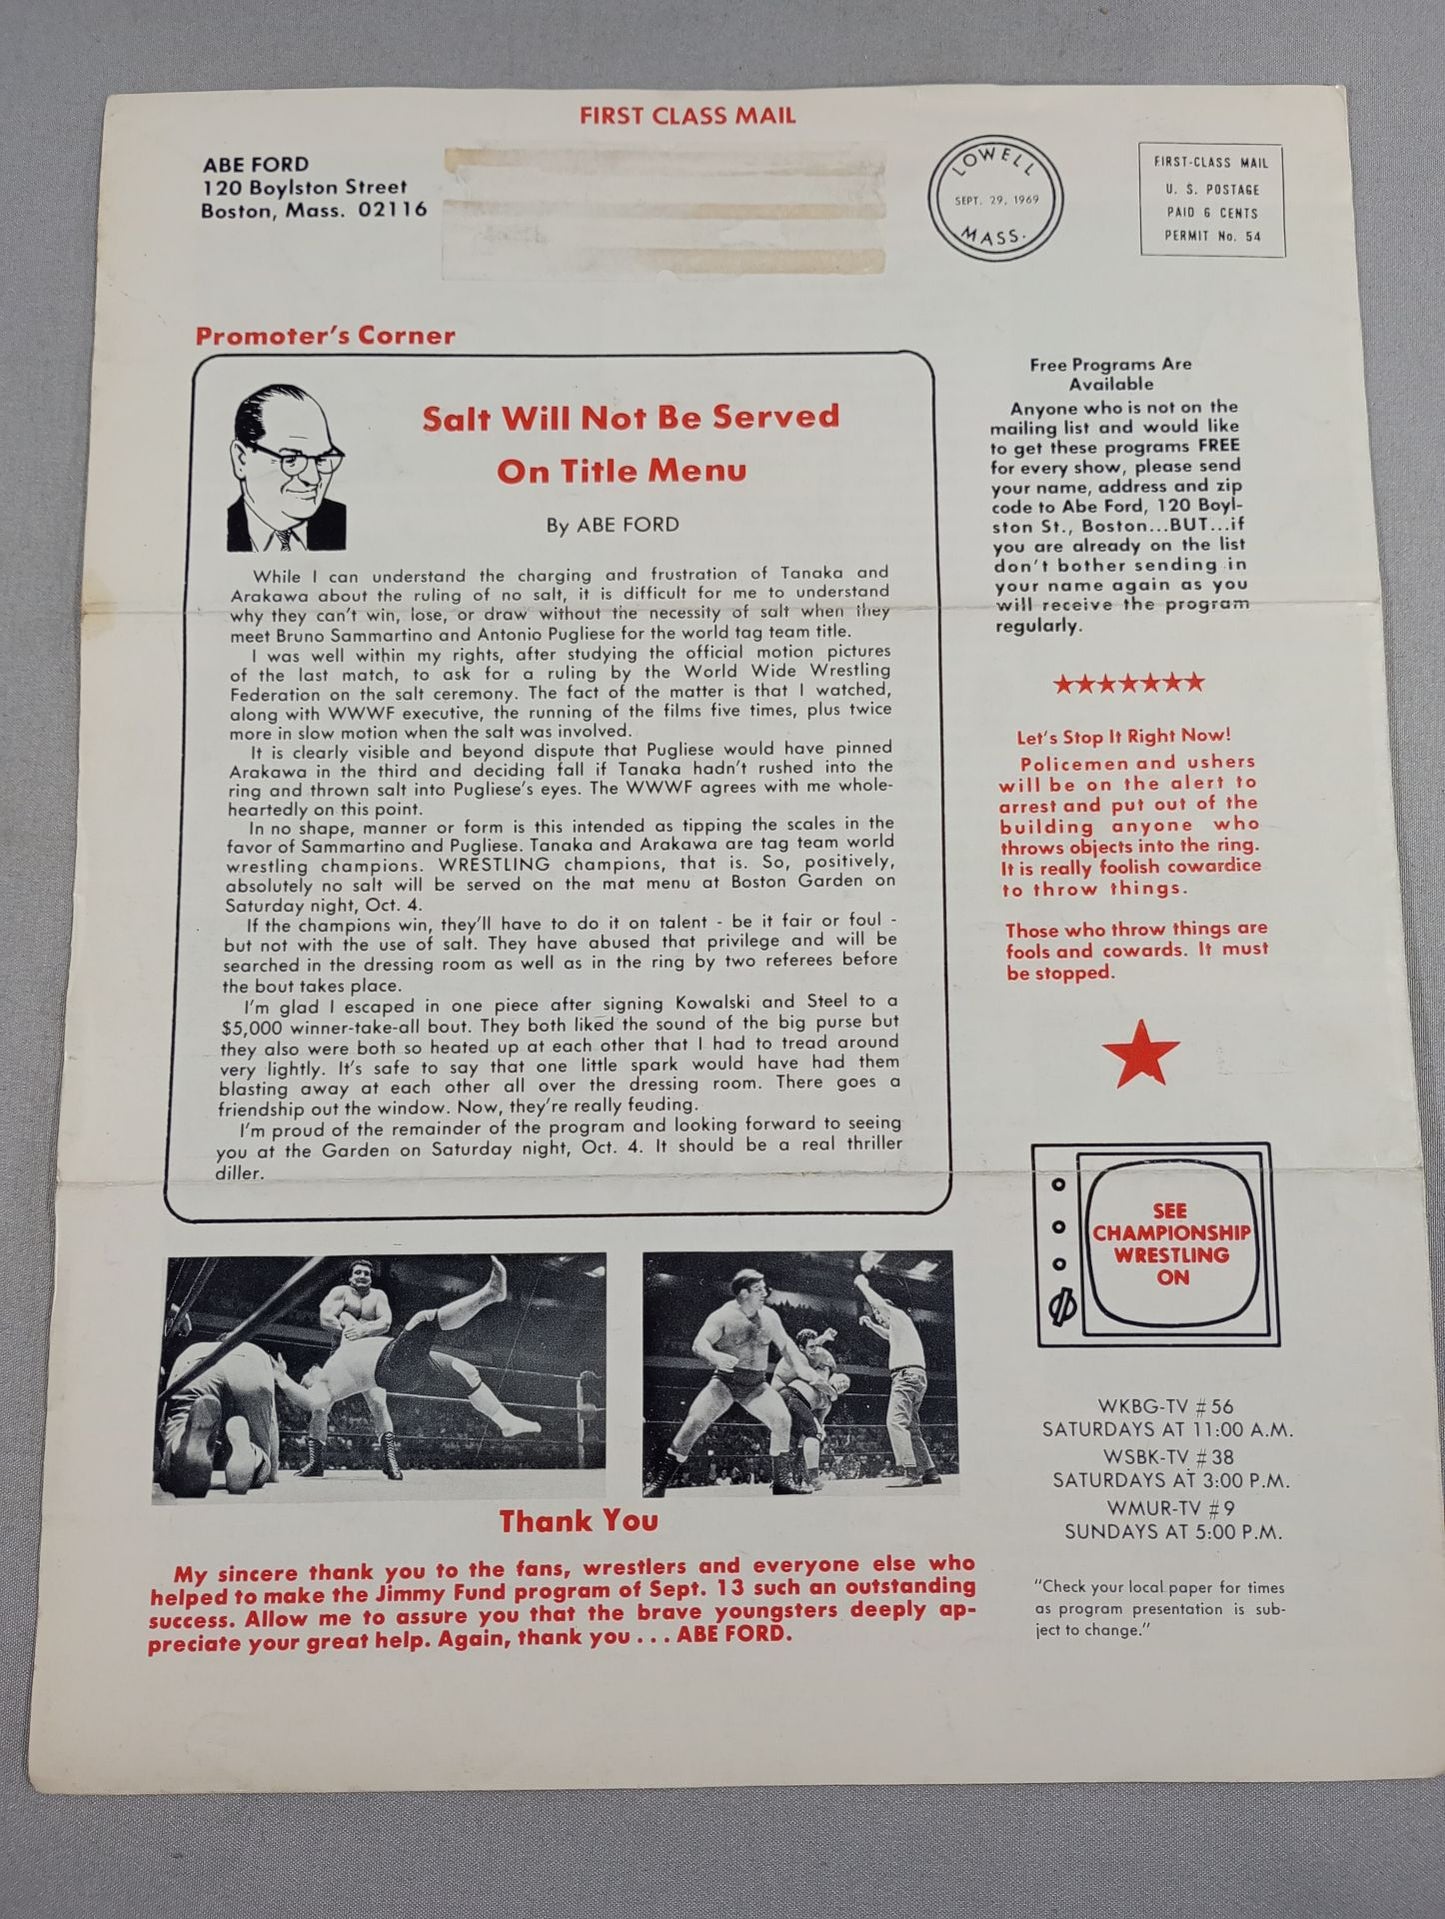 FIRST CLASS MAIL
ABE FORD
120 Boylston Street
Boston, Mass. 02116
LOWELL
SEPT. 29, 1969
MASS.
FIRST-CLASS MAIL
U. S. POSTAGE
PAID 6 CENTS
PERMIT No. 54
Promoter's Corner
Salt Will Not Be Served
On Title Menu
By ABE FORD
While I can understand the charging and frustration of Tanaka and
Arakawa about the ruling of no salt, it is difficult for me to understand
why they can't win, lose, or draw without the necessity of salt when they
meet Bruno Sammartino and Antonio Pugliese for the world tag team title.
I was well within my rights, after studying the official motion pictures
of the last match, to ask for a ruling by the World Wide Wrestling
Federation on the salt ceremony. The fact of the matter is that I watched,
along with WWWF executive, the running of the films five times, plus twice
more in slow motion when the salt was involved.
It is clearly visible and beyond dispute that Pugliese would have pinned
Arakawa in the third and deciding fall if Tanaka hadn't rushed into the
ring and thrown salt into Pugliese's eyes. The WWWF agrees with me whole-
heartedly on this point.
In no shape, manner or form is this intended as tipping the scales in the
favor of Sammartino and Pugliese. Tanaka and Arakawa are tag team world
wrestling champions. WRESTLING champions, that is. So, positively,
absolutely no salt will be served on the mat menu at Boston Garden on
Saturday night, Oct. 4.
If the champions win, they'll have to do it on talent - be it fair or foul -
but not with the use of salt. They have abused that privilege and will be
searched in the dressing room as well as in the ring by two referees before
the bout takes place.
I'm glad I escaped in one piece after signing Kowalski and Steel to a
$5,000 winner-take-all bout. They both liked the sound of the big purse but
they also were both so heated up at each other that I had to tread around
very lightly. It's safe to say that one little spark would have had them
blasting away at each other all over the dressing room. There goes a
friendship out the window. Now, they're really feuding.
I'm proud of the remainder of the program and looking forward to seeing
you at the Garden on Saturday night, Oct. 4. It should be a real thriller
diller.
Free Programs Are
Available
Anyone who is not on the
mailing list and would like
to get these programs FREE
for every show, please send
your name, address and zip
code to Abe Ford, 120 Boyl-
ston St., Boston...BUT...if
you are already on the list
don't bother sending in
your name again as you
will receive the program
regularly.
Let's Stop It Right Now!
Policemen and ushers
will be on the alert to
arrest and put out of the
building anyone who
throws objects into the ring.
It is really foolish cowardice
to throw things.
Those who throw things are
fools and cowards. It must
be stopped.
SEE
CHAMPIONSHIP
WRESTLING
ON
WKBG-TV #56
SATURDAYS AT 11:00 A.M.
WSBK-TV #38
SATURDAYS AT 3:00 P.M.
WMUR-TV #9
SUNDAYS AT 5:00 P.M.
"Check your local paper for times
as program presentation is sub-
ject to change."
Thank You
My sincere thank you to the fans, wrestlers and everyone else who
helped to make the Jimmy Fund program of Sept. 13 such an outstanding
success. Allow me to assure you that the brave youngsters deeply ap-
preciate your great help. Again, thank you . . . ABE FORD.